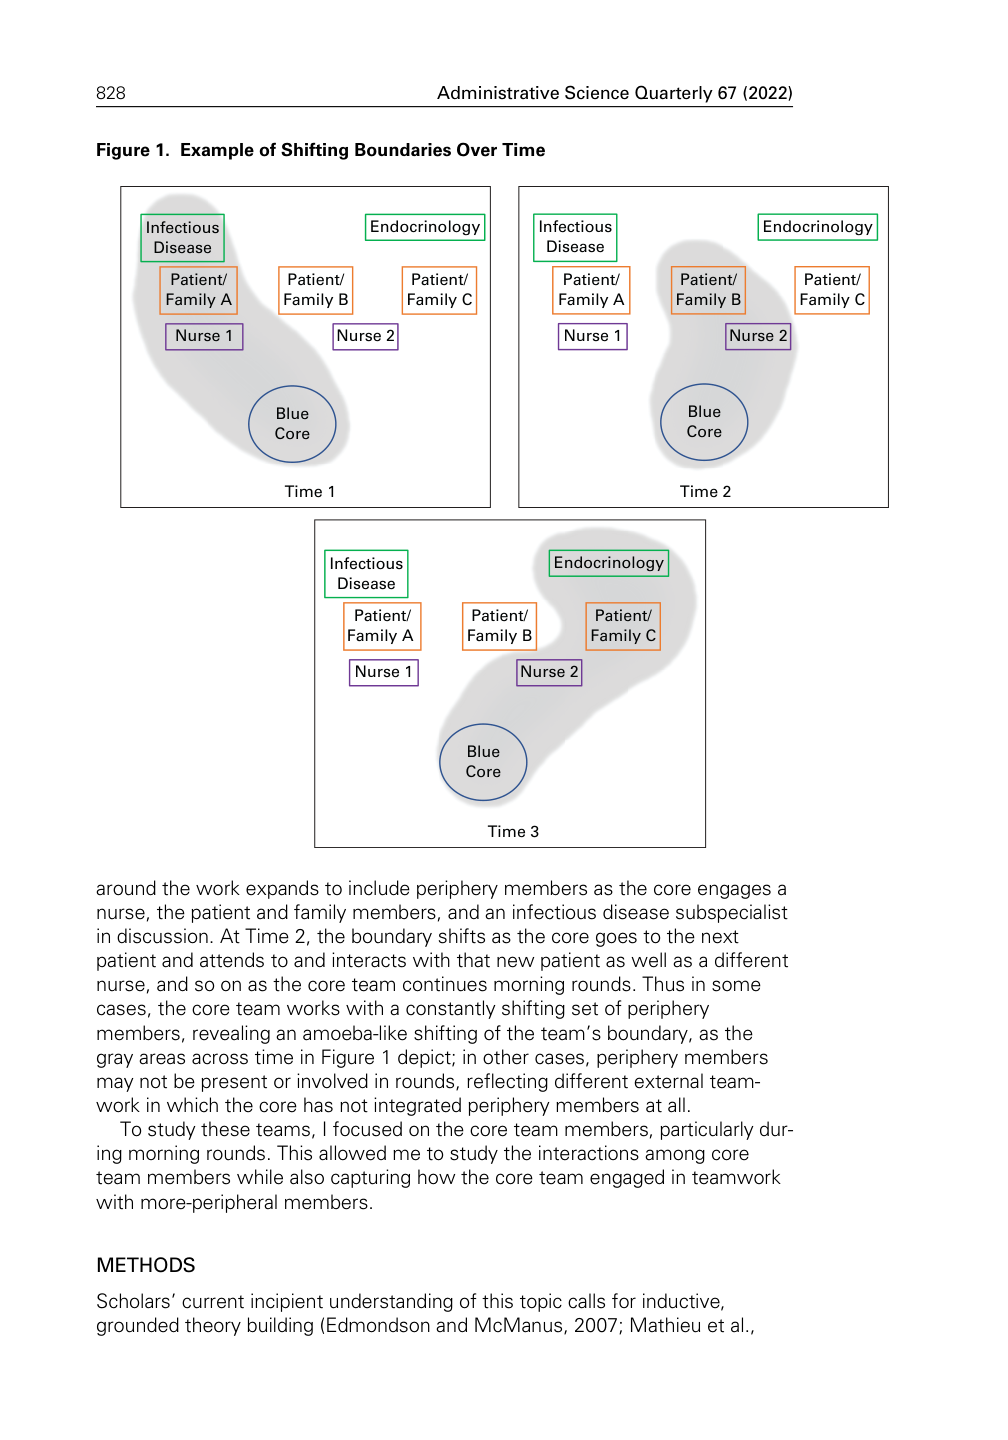 828
Administrative Science Quarterly 67 (2022)
Figure 1. Example of Shifting Boundaries Over Time
Infectious
Disease
Endocrinology
Patient/
Family A
Patient/
Family B
Patient/
Family C
Nurse 1
Nurse 2
Blue
Core
Time 1
Infectious
Disease
Endocrinology
Patient/
Family A
Patient/
Family B
Patient/
Family C
Nurse 1
Nurse 2
Blue
Core
Time 2
Infectious
Disease
Endocrinology
Patient/
Family A
Patient/
Family B
Patient/
Family C
Nurse 1
Nurse 2
Blue
Core
Time 3
around the work expands to include periphery members as the core engages a
nurse, the patient and family members, and an infectious disease subspecialist
in discussion. At Time 2, the boundary shifts as the core goes to the next
patient and attends to and interacts with that new patient as well as a different
nurse, and so on as the core team continues morning rounds. Thus in some
cases, the core team works with a constantly shifting set of periphery
members, revealing an amoeba-like shifting of the team's boundary, as the
gray areas across time in Figure 1 depict; in other cases, periphery members
may not be present or involved in rounds, reflecting different external team-
work in which the core has not integrated periphery members at all.
To study these teams, I focused on the core team members, particularly dur-
ing morning rounds. This allowed me to study the interactions among core
team members while also capturing how the core team engaged in teamwork
with more-peripheral members.
METHODS
Scholars' current incipient understanding of this topic calls for inductive,
grounded theory building (Edmondson and McManus, 2007; Mathieu et al.,